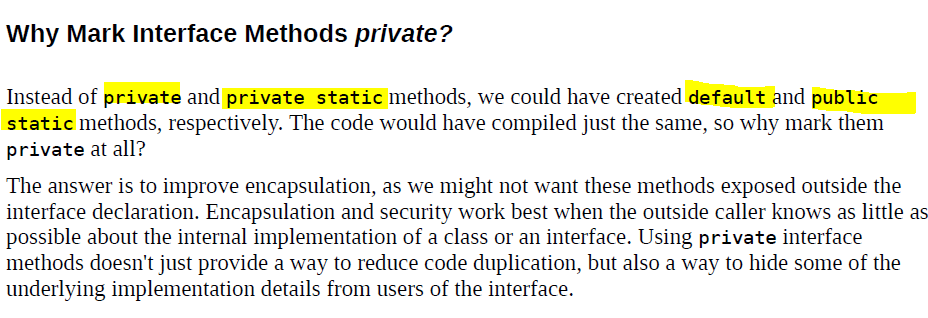 Why Mark Interface Methods private?
Instead of private and private static methods, we could have created default and public
static methods, respectively. The code would have compiled just the same, so why mark them
private at all?
The answer is to improve encapsulation, as we might not want these methods exposed outside the
interface declaration. Encapsulation and security work best when the outside caller knows as little as
possible about the internal implementation of a class or an interface. Using private interface
methods doesn't just provide a way to reduce code duplication, but also a way to hide some of the
underlying implementation details from users of the interface.